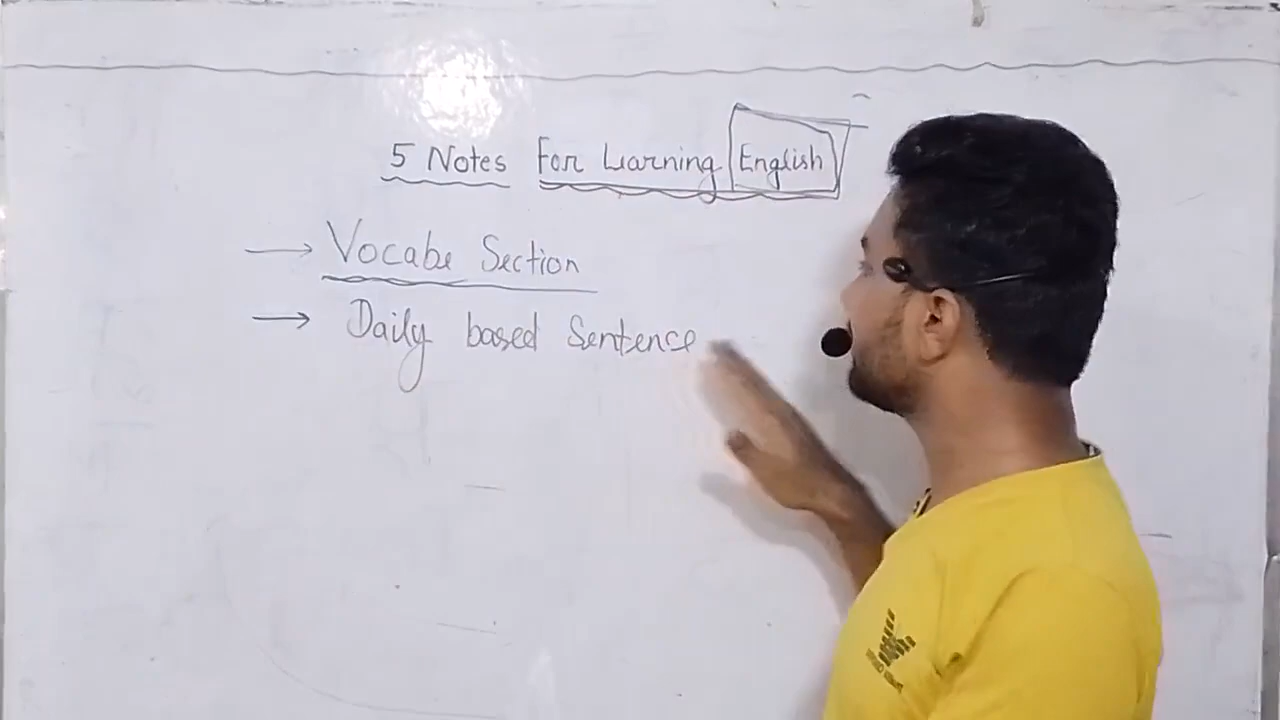 5 Notes For Learning English
→ Vocabe Section
→ Daily based Sentence